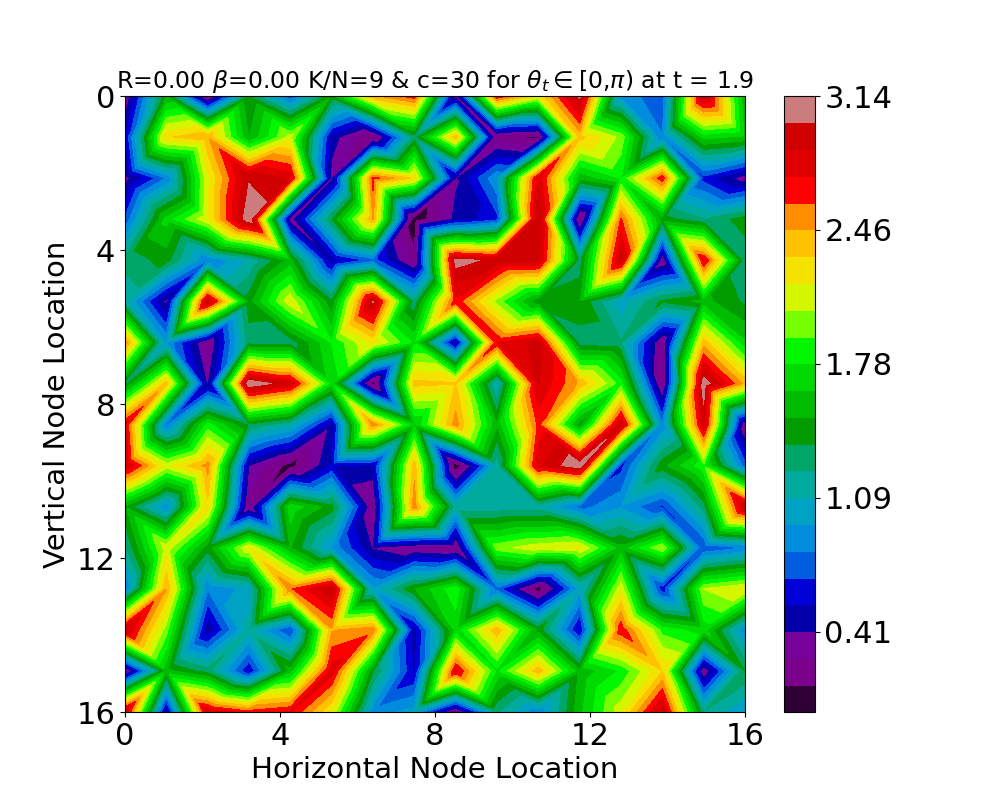 R=0.00 β=0.00 K/N=9 & c=30 for θ_t ∈ [0,π) at t = 1.9
0
4
8
12
16
Vertical Node Location
0 4 8 12 16
Horizontal Node Location
3.14
2.46
1.78
1.09
0.41